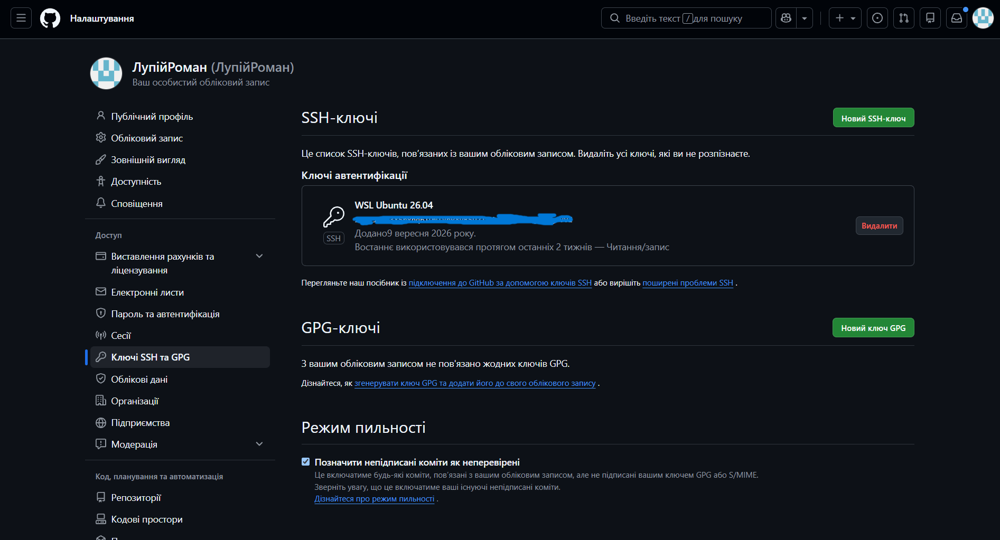 Налаштування
Введіть текст / для пошуку
ЛупійРоман (ЛупійРоман)
Ваш особистий обліковий запис
Публічний профіль
Обліковий запис
Зовнішній вигляд
Доступність
Сповіщення
Доступ
Виставлення рахунків та
ліцензування
Електронні листи
Пароль та автентифікація
Сесії
Ключі SSH та GPG
Облікові дані
Організації
Підприємства
Модерація
Код, планування та автоматизація
Репозиторії
Кодові простори
SSH-ключі
Новий SSH-ключ
Це список SSH-ключів, пов’язаних із вашим обліковим записом. Видаліть усі ключі, які ви не розпізнаєте.
Ключі автентифікації
WSL Ubuntu 26.04
SSH
Додано9 вересня 2026 року.
Востаннє використовувався протягом останніх 2 тижнів — Читання/запис
Видалити
Перегляньте наш посібник із підключення до GitHub за допомогою ключів SSH або вирішіть поширені проблеми SSH .
GPG-ключі
Новий ключ GPG
З вашим обліковим записом не пов'язано жодних ключів GPG.
Дізнайтеся, як згенерувати ключ GPG та додати його до свого облікового запису .
Режим пильності
Позначити непідписані коміти як неперевірені
Це включатиме будь-які коміти, пов’язані з вашим обліковим записом, але не підписані вашим ключем GPG або S/MIME.
Зверніть увагу, що це включатиме ваші існуючі непідписані коміти.
Дізнайтеся про режим пильності .